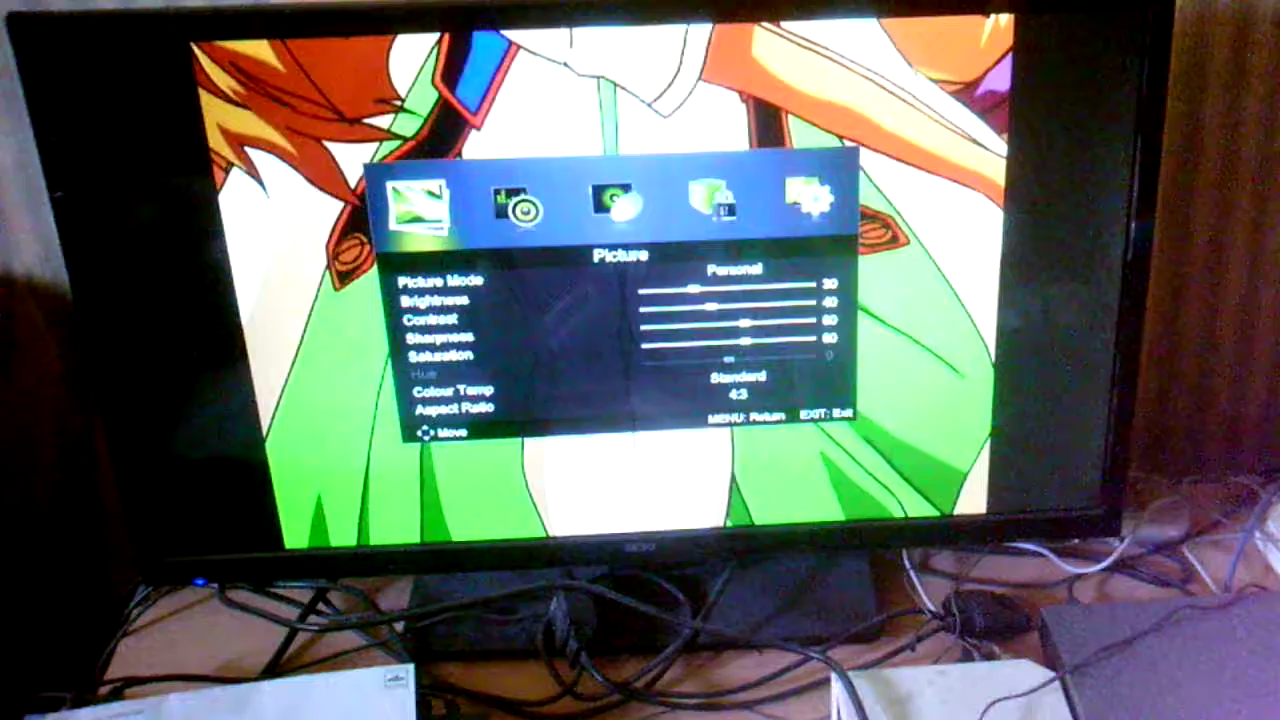 Picture
Picture Mode Personal
Brightness 30
Contrast 40
Sharpness 60
Saturation 60
Hue 0
Colour Temp Standard
Aspect Ratio 4:3
Move MENU: Return EXIT: Exit